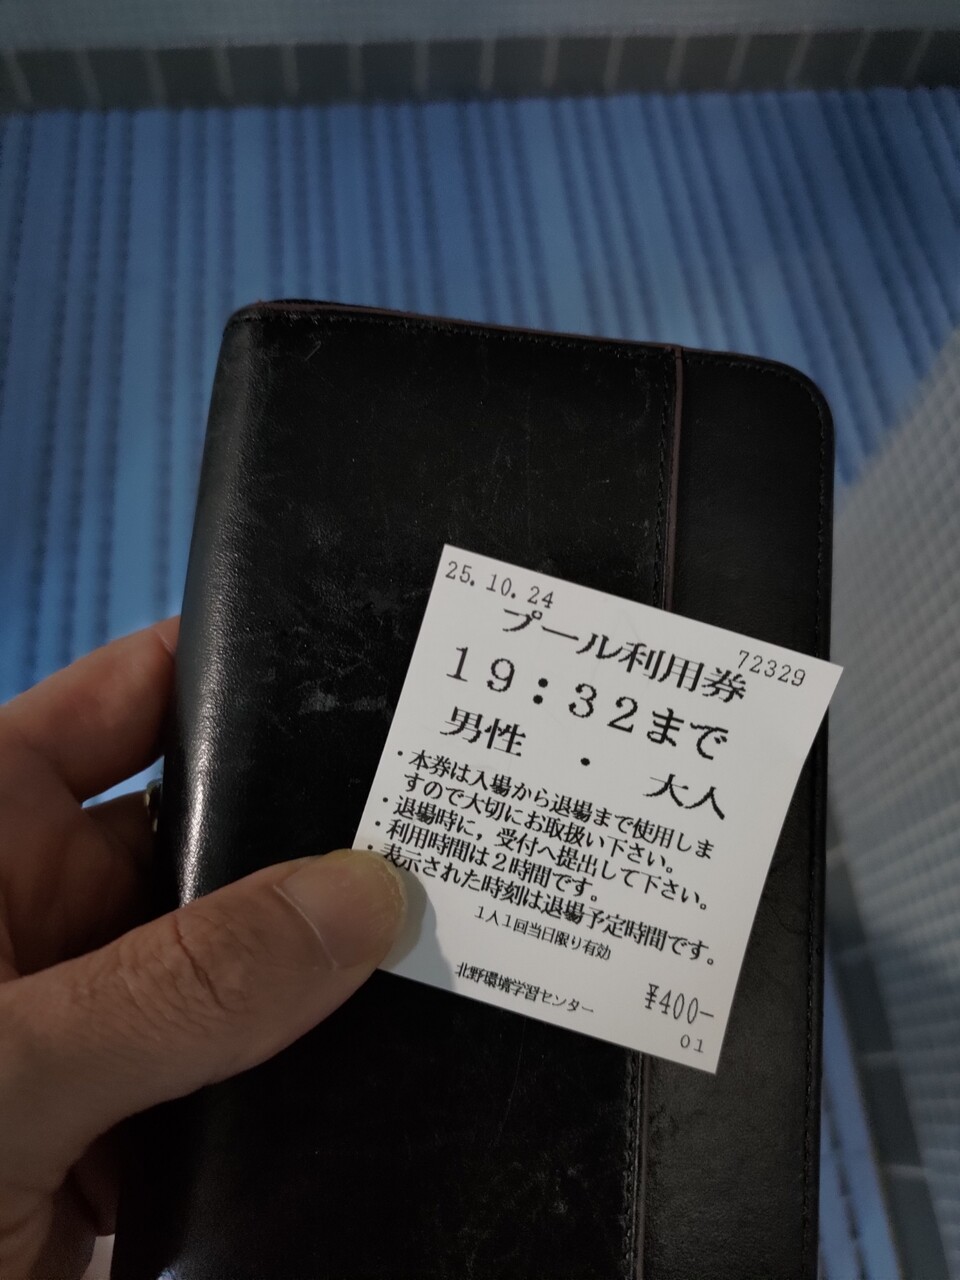 25.10.24
プール利用券
72329
19:32まで
男性 ・ 大人
・本券は入場から退場まで使用しま
すので大切にお取扱い下さい。
・退場時に，受付へ提出して下さい。
・利用時間は２時間です。
・表示された時刻は退場予定時間です。
１人１回当日限り有効
北野環境学習センター
¥400-
01